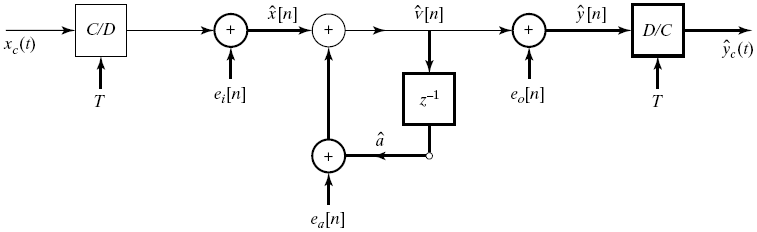 x̂[n]
v̂[n]
ŷ[n]
C/D
+
+
+
D/C
x_c(t)
ŷ_c(t)
T
e_i[n]
z⁻¹
e_o[n]
T
â
+
e_a[n]